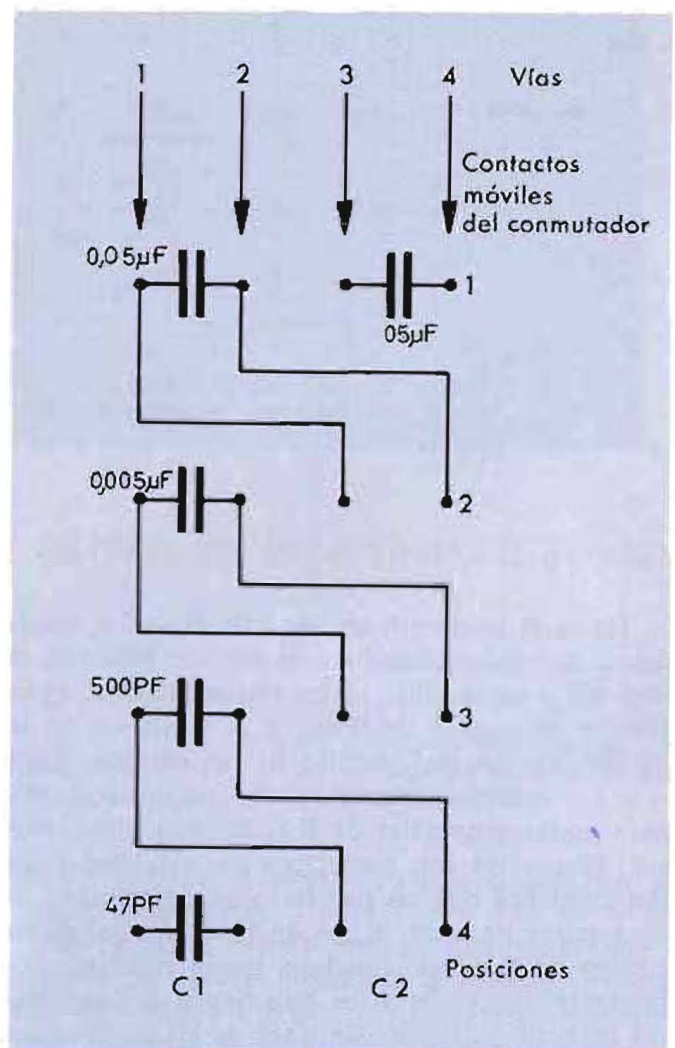 1 2 3 4 Vías
Contactos
móviles
del conmutador
0,05µF
1
05µF
0,005µF
2
500PF
3
47PF
4
Posiciones
C1 C2